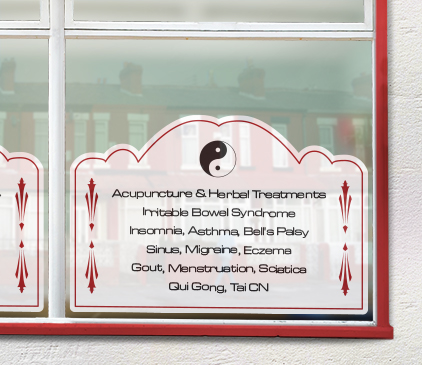 Acupuncture & Herbal Treatments
Irritable Bowel Syndrome
Insomnia, Asthma, Bell's Palsy
Sinus, Migraine, Eczema
Gout, Menstruation, Sciatica
Qui Gong, Tai CN